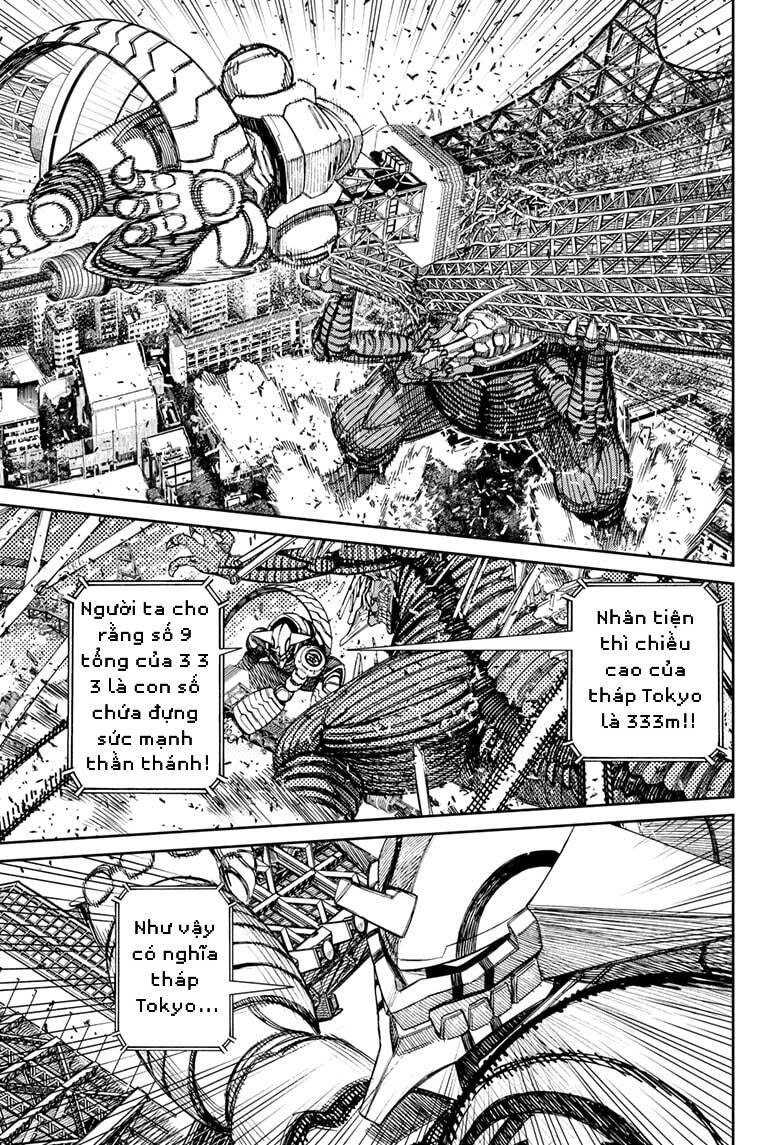 Nhân tiện
thì chiều
cao của
tháp Tokyo
là 333m!!
Người ta cho
rằng số 9
tổng của 3 3
3 là con số
chứa đựng
sức mạnh
thần thánh!
Như vậy
có nghĩa
tháp
Tokyo...